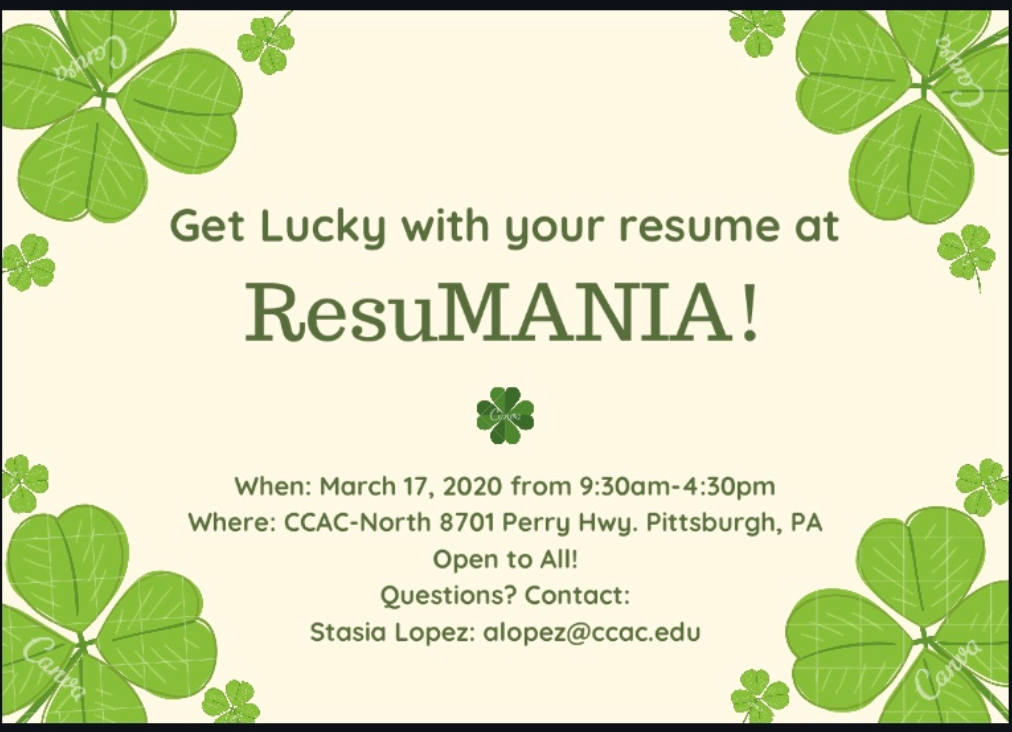 Canva
Canva
Get Lucky with your resume at
ResuMANIA!
Canva
When: March 17, 2020 from 9:30am-4:30pm
Where: CCAC-North 8701 Perry Hwy. Pittsburgh, PA
Open to All!
Questions? Contact:
Stasia Lopez: alopez@ccac.edu
Canva
Canva